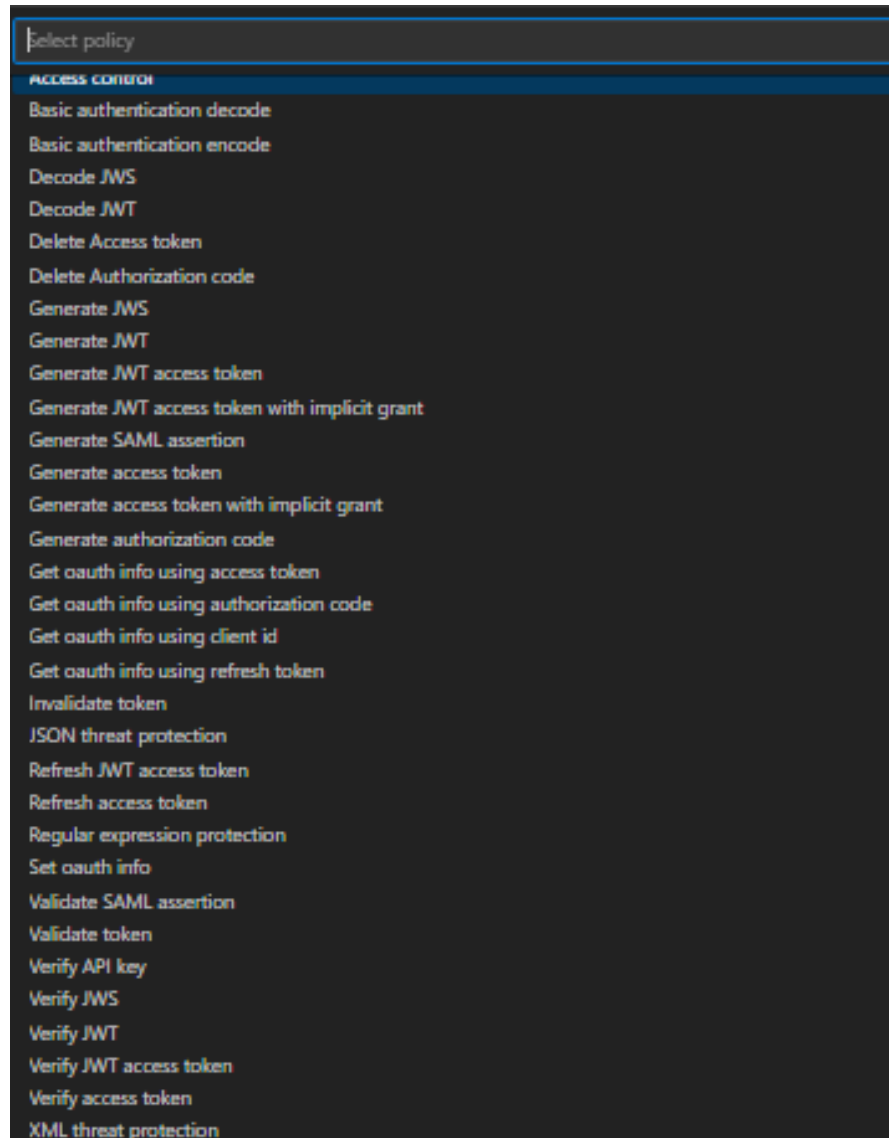 Select policy
Access control
Basic authentication decode
Basic authentication encode
Decode JWS
Decode JWT
Delete Access token
Delete Authorization code
Generate JWS
Generate JWT
Generate JWT access token
Generate JWT access token with implicit grant
Generate SAML assertion
Generate access token
Generate access token with implicit grant
Generate authorization code
Get oauth info using access token
Get oauth info using authorization code
Get oauth info using client id
Get oauth info using refresh token
Invalidate token
JSON threat protection
Refresh JWT access token
Refresh access token
Regular expression protection
Set oauth info
Validate SAML assertion
Validate token
Verify API key
Verify JWS
Verify JWT
Verify JWT access token
Verify access token
XML threat protection